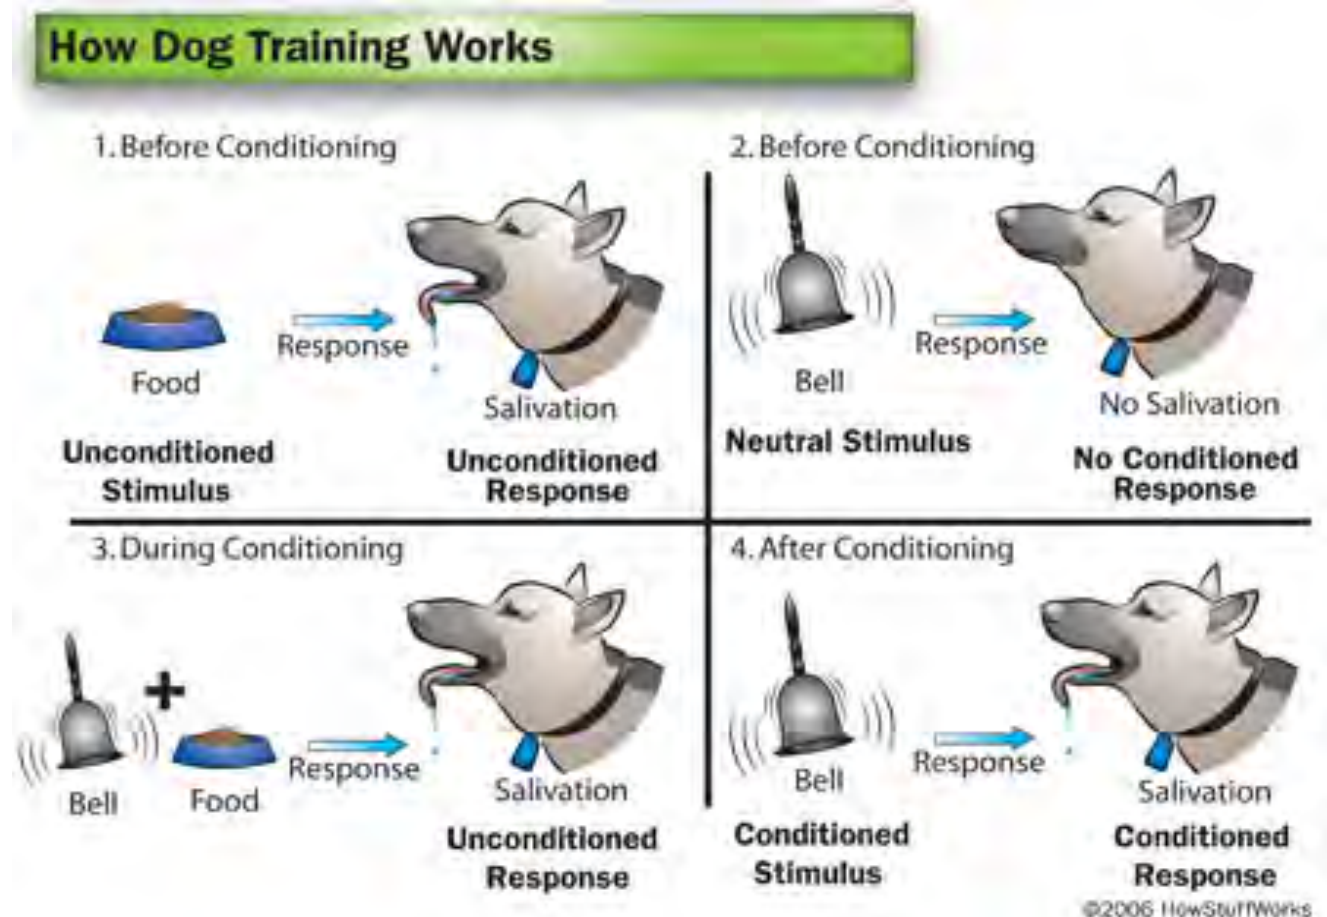 How Dog Training Works
1. Before Conditioning
Response
Food
Salivation
Unconditioned
Stimulus
Unconditioned
Response
2. Before Conditioning
Response
Bell
No Salivation
Neutral Stimulus
No Conditioned
Response
3. During Conditioning
+
Response
Bell
Food
Salivation
Unconditioned
Response
4. After Conditioning
Response
Bell
Salivation
Conditioned
Stimulus
Conditioned
Response
©2006 HowStuffWorks